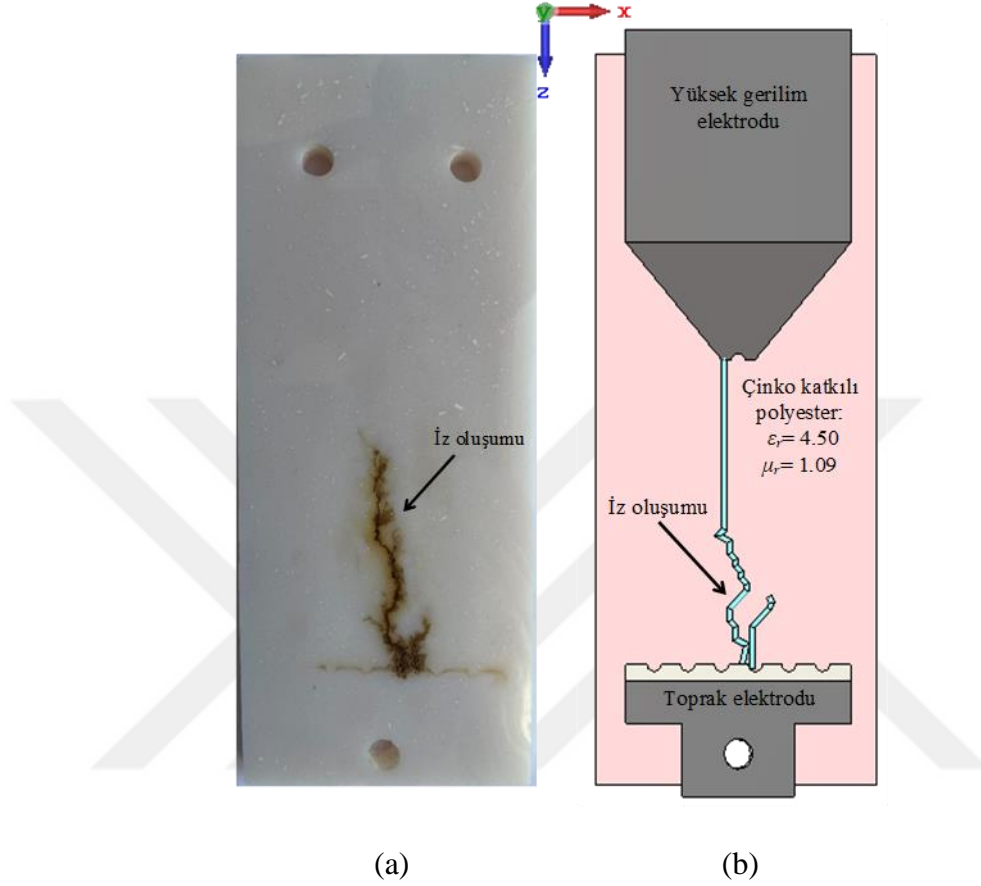 y
x
z
İz oluşumu
Yüksek gerilim
elektrodu
Çinko katkılı
polyester:
εr= 4.50
μr= 1.09
İz oluşumu
Toprak elektrodu
(a)
(b)